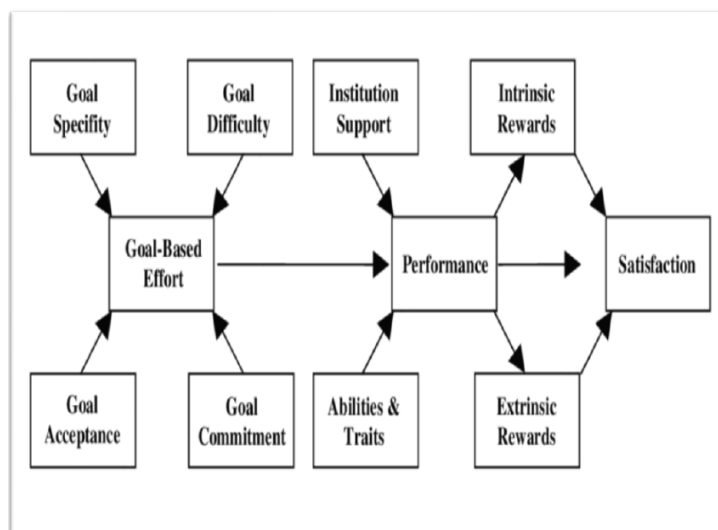 Goal
Specifity
Goal
Difficulty
Institution
Support
Intrinsic
Rewards
Goal-Based
Effort
Performance
Satisfaction
Goal
Acceptance
Goal
Commitment
Abilities &
Traits
Extrinsic
Rewards